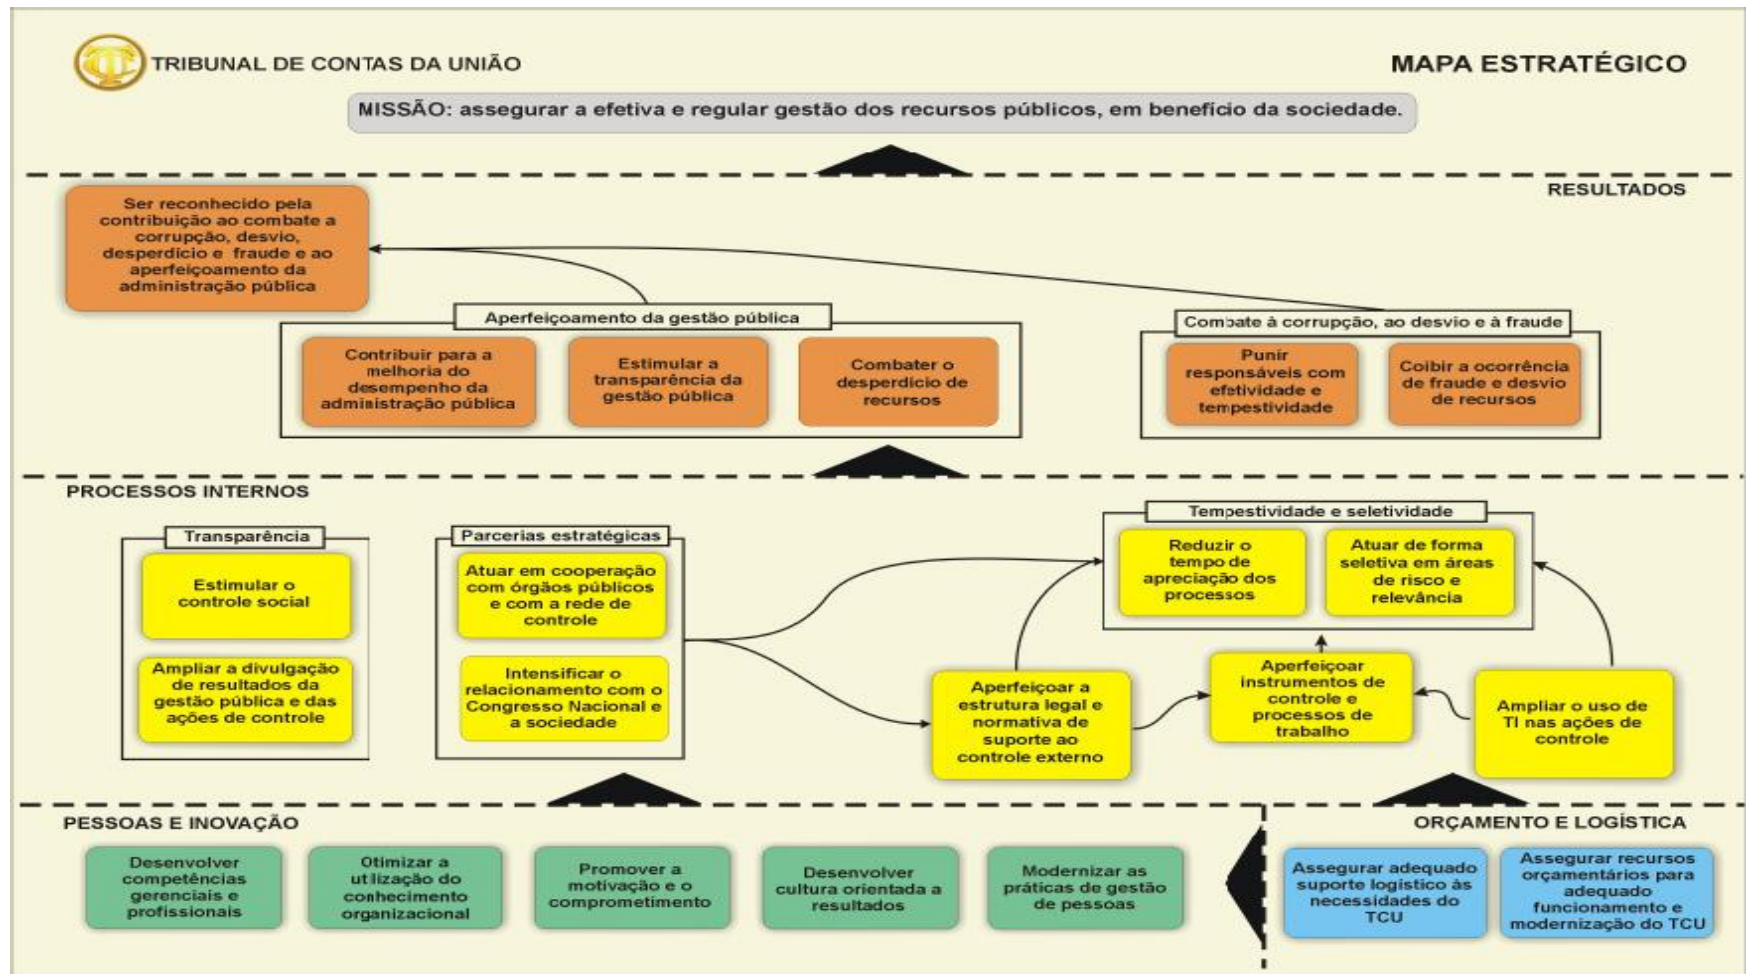 TRIBUNAL DE CONTAS DA UNIÃO
MAPA ESTRATÉGICO
MISSÃO: assegurar a efetiva e regular gestão dos recursos públicos, em benefício da sociedade.
RESULTADOS
Ser reconhecido pela
contribuição ao combate a
corrupção, desvio,
desperdício e fraude e ao
aperfeiçoamento da
administração pública
Aperfeiçoamento da gestão pública
Contribuir para a
melhoria do
desempenho da
administração pública
Estimular a
transparência da
gestão pública
Combater o
desperdício de
recursos
Combate à corrupção, ao desvio e à fraude
Punir
responsáveis com
efetividade e
tempestividade
Coibir a ocorrência
de fraude e desvio
de recursos
PROCESSOS INTERNOS
Transparência
Estimular o
controle social
Ampliar a divulgação
de resultados da
gestão pública e das
ações de controle
Parcerias estratégicas
Atuar em cooperação
com órgãos públicos
e com a rede de
controle
Intensificar o
relacionamento com o
Congresso Nacional e
a sociedade
Tempestividade e seletividade
Reduzir o
tempo de
apreciação dos
processos
Atuar de forma
seletiva em áreas
de risco e
relevância
Aperfeiçoar a
estrutura legal e
normativa de
suporte ao
controle externo
Aperfeiçoar
instrumentos de
controle e
processos de
trabalho
Ampliar o uso de
TI nas ações de
controle
PESSOAS E INOVAÇÃO
Desenvolver
competências
gerenciais e
profissionais
Otimizar a
utilização do
conhecimento
organizacional
Promover a
motivação e o
comprometimento
Desenvolver
cultura orientada a
resultados
Modernizar as
práticas de gestão
de pessoas
ORÇAMENTO E LOGÍSTICA
Assegurar adequado
suporte logístico às
necessidades do
TCU
Assegurar recursos
orçamentários para
adequado
funcionamento e
modernização do TCU